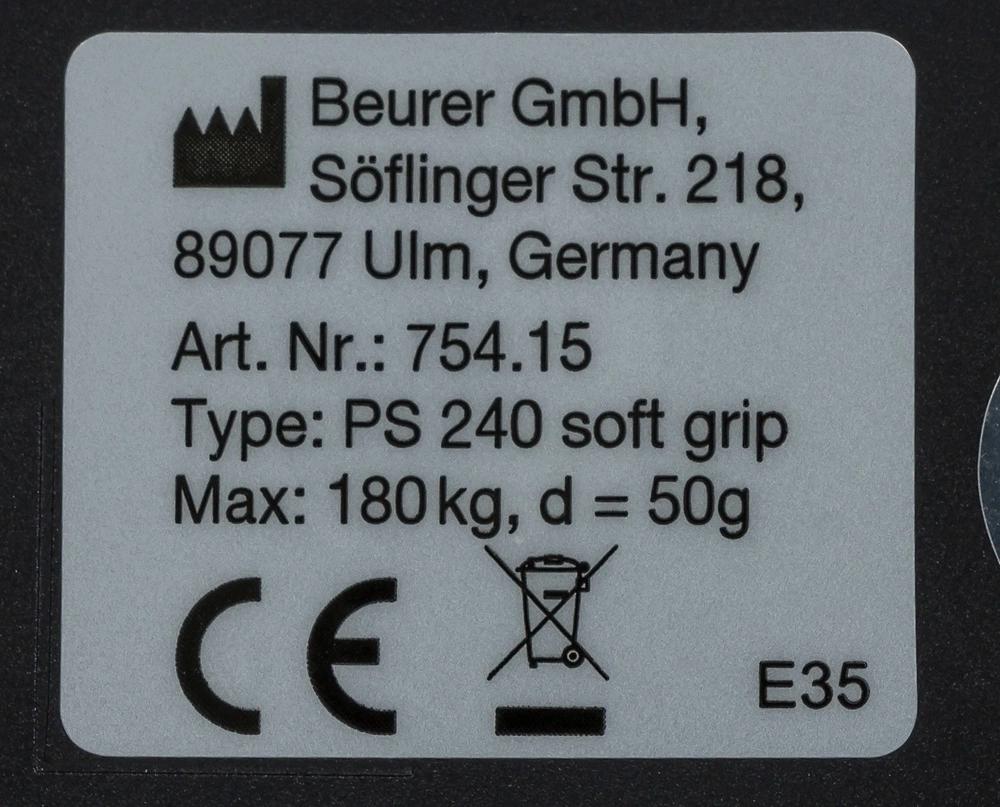 Beurer GmbH,
Söflinger Str. 218,
89077 Ulm, Germany
Art. Nr.: 754.15
Type: PS 240 soft grip
Max: 180 kg, d = 50g
CE
E35